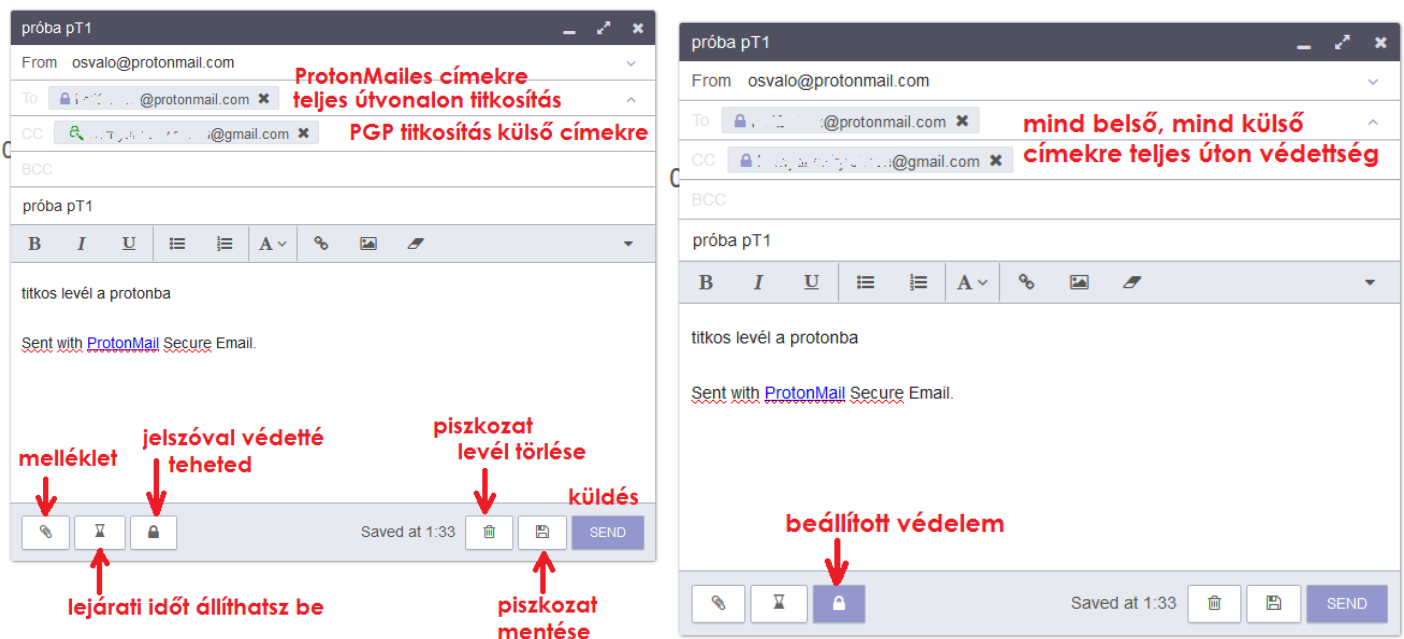 próba pT1
From osvalo@protonmail.com
ProtonMailes címekre
To @protonmail.com
teljes útvonalon titkosítás
CC @gmail.com
PGP titkosítás külső címekre
BCC
próba pT1
B I U A
titkos levél a protonba
Sent with ProtonMail Secure Email.
melléklet
jelszóval védetté
teheted
piszkozat
levél törlése
küldés
Saved at 1:33
SEND
lejárati időt állíthatsz be
piszkozat
mentése
próba pT1
From osvalo@protonmail.com
To @protonmail.com
mind belső, mind külső
címekre teljes úton védettség
CC @gmail.com
BCC
próba pT1
B I U A
titkos levél a protonba
Sent with ProtonMail Secure Email.
beállított védelem
Saved at 1:33
SEND